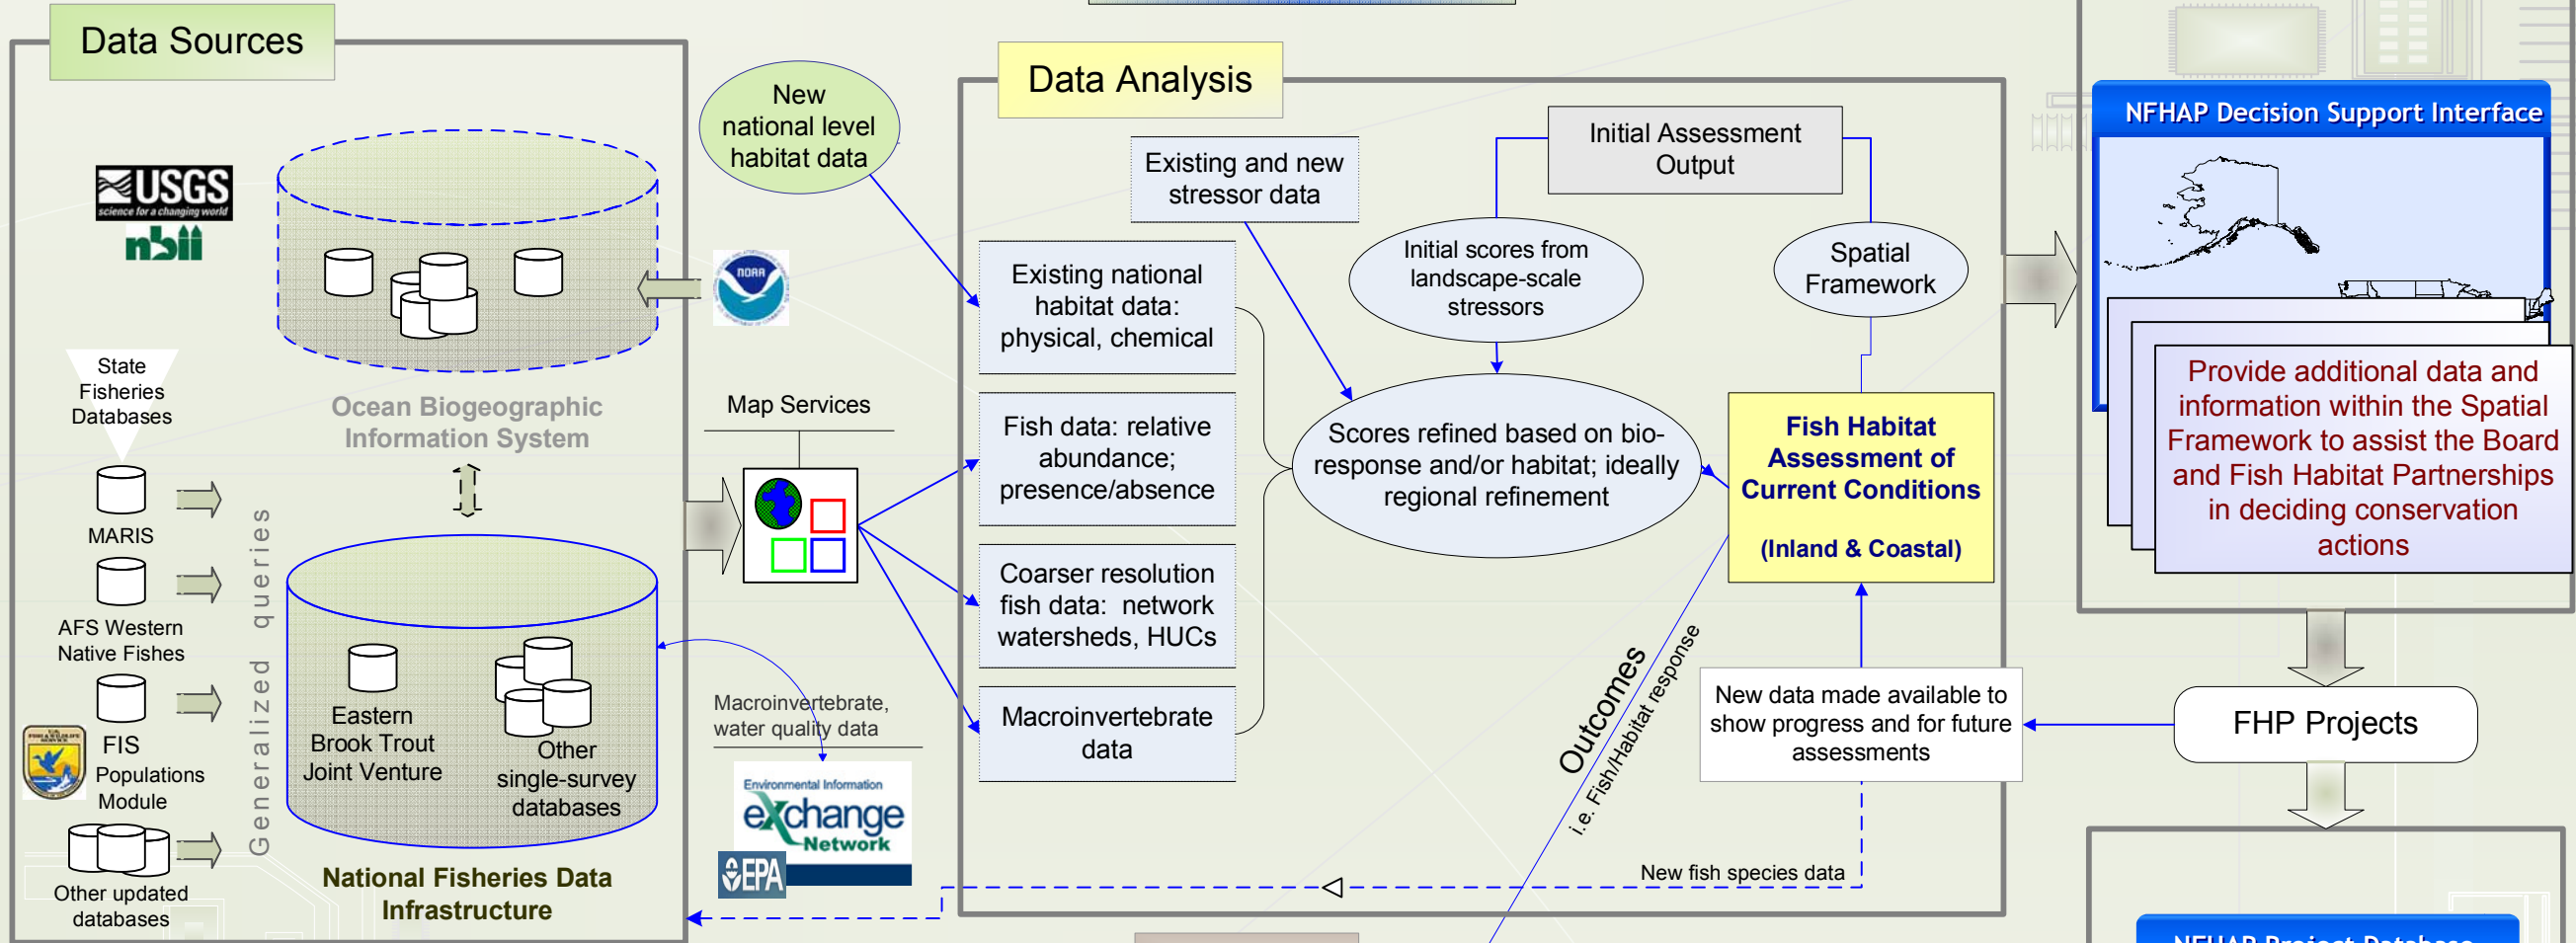 Data Sources
USGS
science for a changing world
nbii
NOAA
State
Fisheries
Databases
MARIS
AFS Western
Native Fishes
FIS
Populations
Module
Other updated
databases
Generalized queries
Ocean Biogeographic
Information System
Eastern
Brook Trout
Joint Venture
Other
single-survey
databases
National Fisheries Data
Infrastructure
New
national level
habitat data
Map Services
Macroinvertebrate,
water quality data
Environmental Information
eXchange
Network
EPA
Data Analysis
Existing and new
stressor data
Initial Assessment
Output
Existing national
habitat data:
physical, chemical
Initial scores from
landscape-scale
stressors
Spatial
Framework
Fish data: relative
abundance;
presence/absence
Scores refined based on bio-
response and/or habitat; ideally
regional refinement
Fish Habitat
Assessment of
Current Conditions
(Inland & Coastal)
Coarser resolution
fish data: network
watersheds, HUCs
Macroinvertebrate
data
Outcomes
i.e. Fish/Habitat response
New data made available to
show progress and for future
assessments
New fish species data
NFHAP Decision Support Interface
Provide additional data and
information within the Spatial
Framework to assist the Board
and Fish Habitat Partnerships
in deciding conservation
actions
FHP Projects
NFHAP Project Database